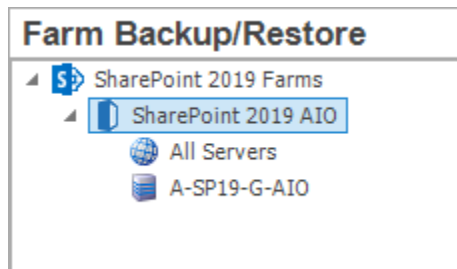 Farm Backup/Restore
SharePoint 2019 Farms
SharePoint 2019 AIO
All Servers
A-SP19-G-AIO